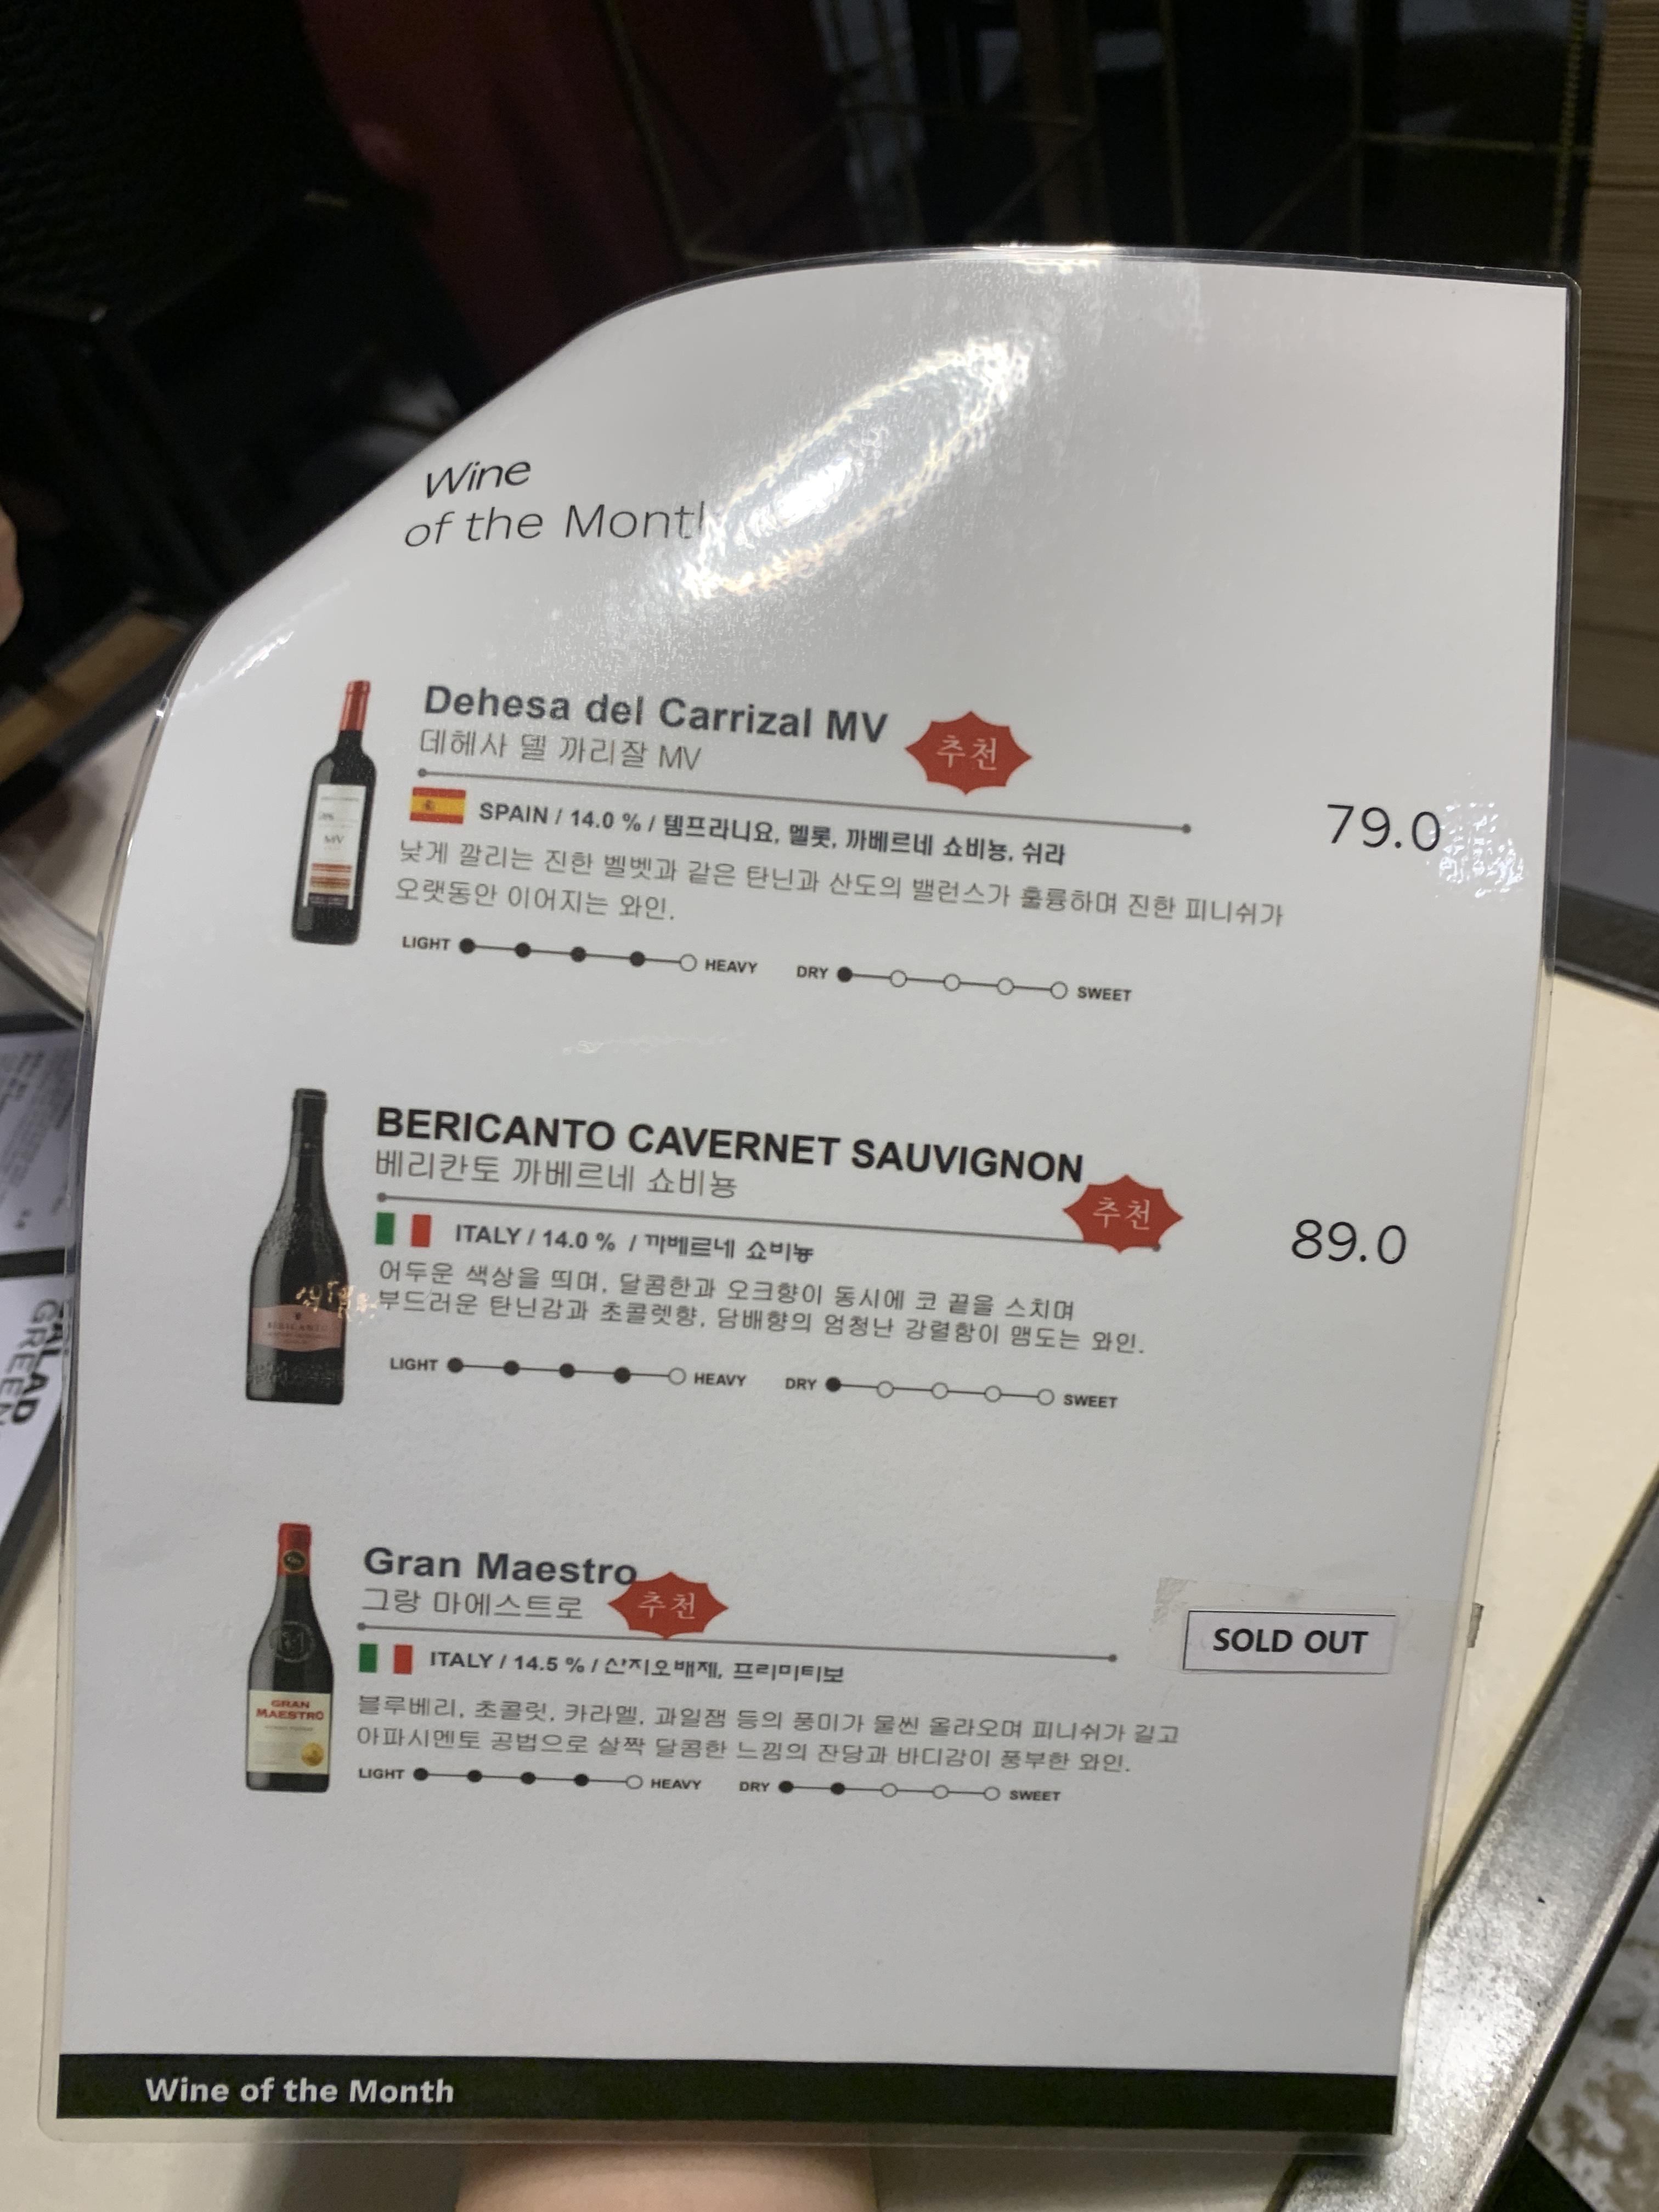 Wine
of the Month
Dehesa del Carrizal MV
데헤사 델 까리잘 MV
추천
SPAIN / 14.0 % / 템프라니요, 멜롯, 까베르네 쇼비뇽, 쉬라
79.0
낮게 깔리는 진한 벨벳과 같은 탄닌과 산도의 밸런스가 훌륭하며 진한 피니쉬가
오랫동안 이어지는 와인.
LIGHT HEAVY DRY SWEET
MV
BERICANTO CAVERNET SAUVIGNON
베리칸토 까베르네 쇼비뇽
추천
ITALY / 14.0 % / 까베르네 쇼비뇽
89.0
어두운 색상을 띄며, 달콤한과 오크향이 동시에 코 끝을 스치며
부드러운 탄닌감과 초콜렛향, 담배향의 엄청난 강렬함이 맴도는 와인.
BERICANTO
LIGHT HEAVY DRY SWEET
Gran Maestro
그랑 마에스트로
추천
SOLD OUT
ITALY / 14.5 % / 산지오베제, 프리미티보
블루베리, 초콜릿, 카라멜, 과일잼 등의 풍미가 물씬 올라오며 피니쉬가 길고
아파시멘토 공법으로 살짝 달콤한 느낌의 잔당과 바디감이 풍부한 와인.
GRAN
MAESTRO
LIGHT HEAVY DRY SWEET
Wine of the Month
SALAD
GREEN